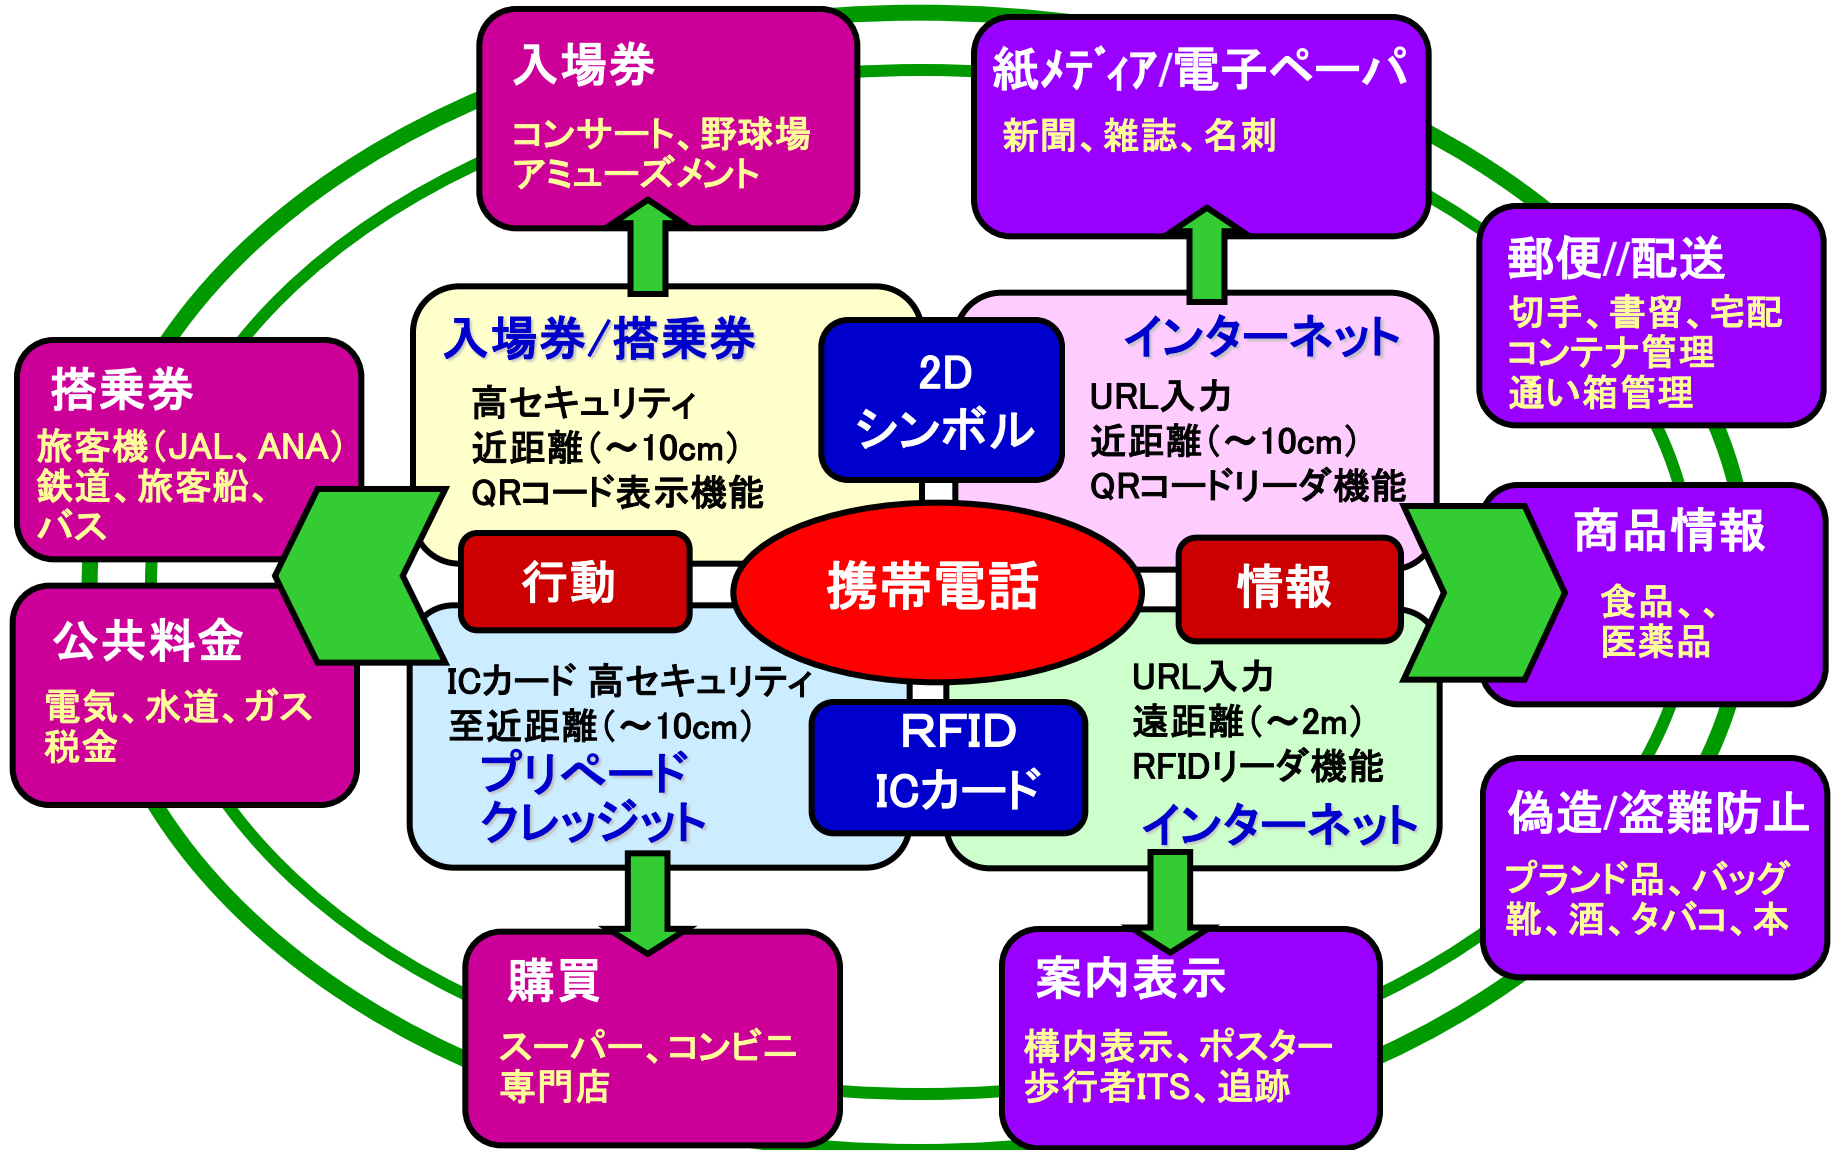 入場券
コンサート、野球場
アミューズメント
紙メディア/電子ペーパ
新聞、雑誌、名刺
郵便//配送
切手、書留、宅配
コンテナ管理
通い箱管理
搭乗券
旅客機(JAL、ANA)
鉄道、旅客船、
バス
入場券/搭乗券
高セキュリティ
近距離(～10cm)
QRコード表示機能
2D
シンボル
インターネット
URL入力
近距離(～10cm)
QRコードリーダ機能
商品情報
食品、、
医薬品
行動
携帯電話
情報
公共料金
電気、水道、ガス
税金
ICカード 高セキュリティ
至近距離(～10cm)
プリペード
クレッジット
RFID
ICカード
URL入力
遠距離(～2m)
RFIDリーダ機能
インターネット
偽造/盗難防止
プランド品、バッグ
靴、酒、タバコ、本
購買
スーパー、コンビニ
専門店
案内表示
構内表示、ポスター
歩行者ITS、追跡